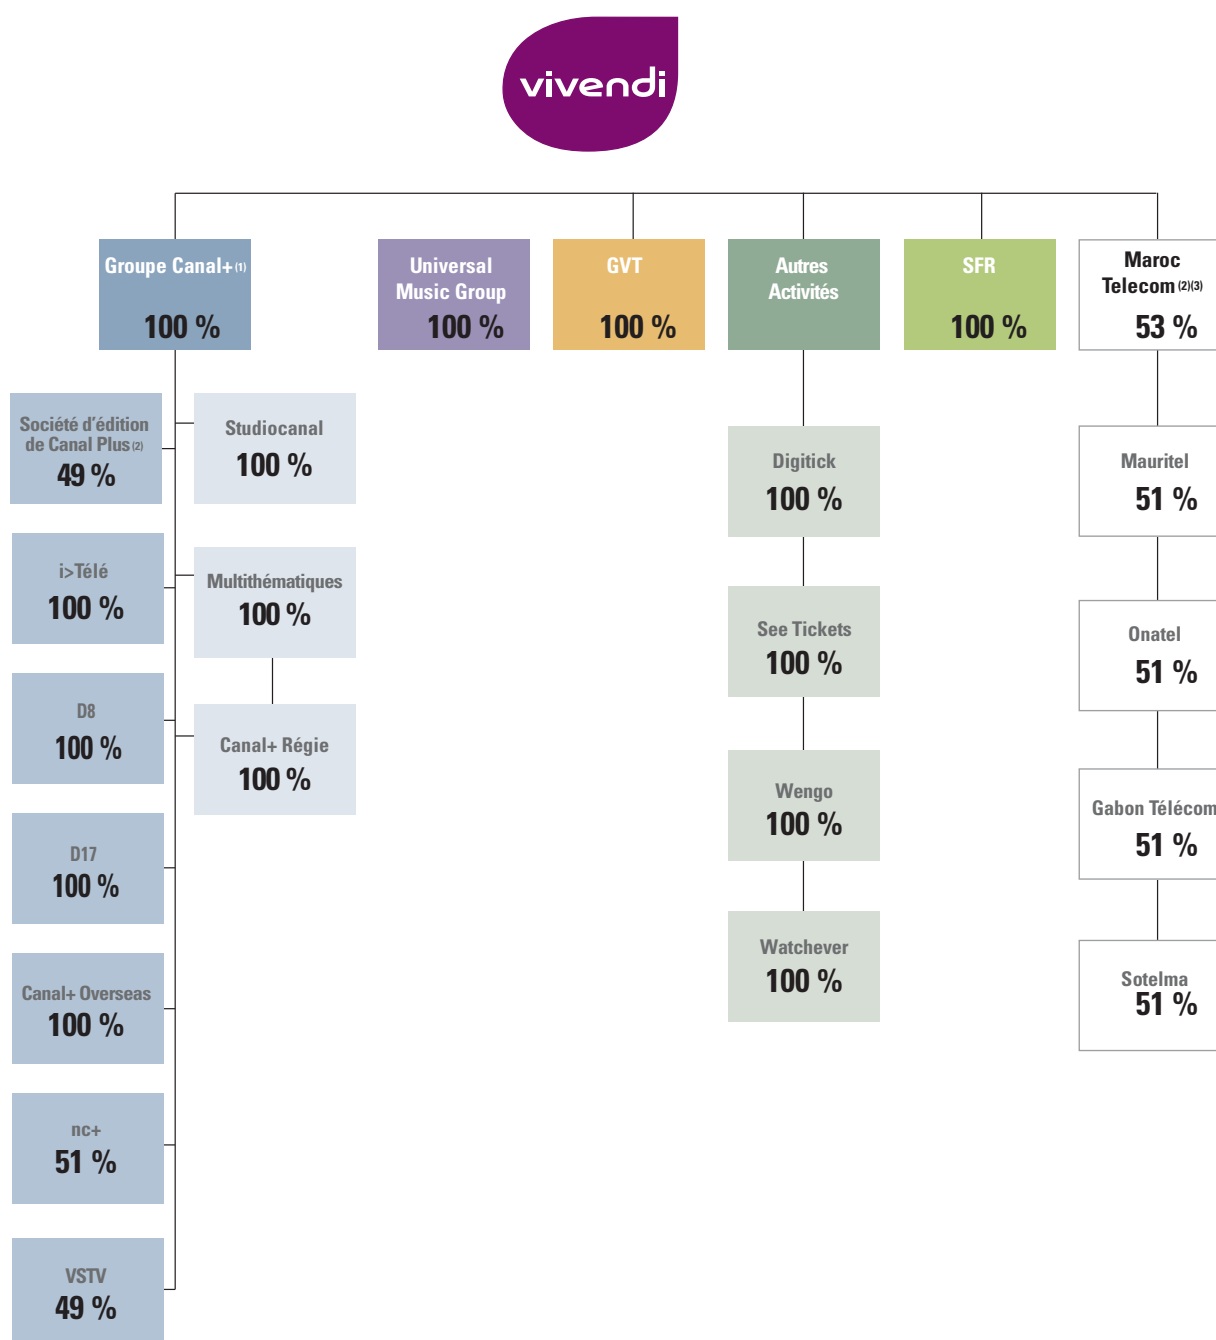 vivendi
Groupe Canal+ (1)
100 %
Universal
Music Group
100 %
GVT
100 %
Autres
Activités
SFR
100 %
Maroc
Telecom (2)(3)
53 %
Société d'édition
de Canal Plus (2)
49 %
i>Télé
100 %
D8
100 %
D17
100 %
Canal+ Overseas
100 %
nc+
51 %
VSTV
49 %
Studiocanal
100 %
Multithématiques
100 %
Canal+ Régie
100 %
Digitick
100 %
See Tickets
100 %
Wengo
100 %
Watchever
100 %
Mauritel
51 %
Onatel
51 %
Gabon Télécom
51 %
Sotelma
51 %